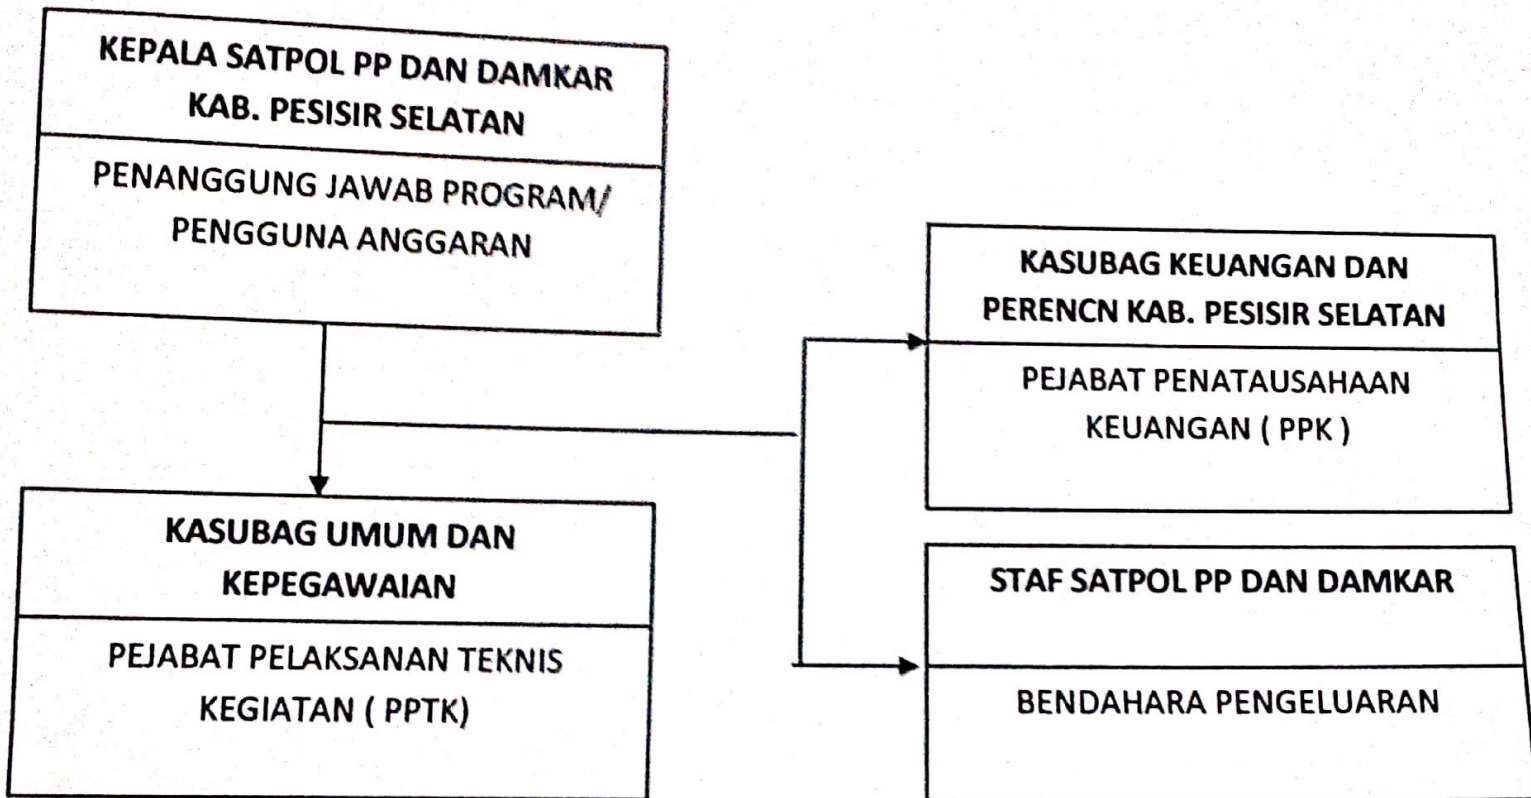 KEPALA SATPOL PP DAN DAMKAR
KAB. PESISIR SELATAN
PENANGGUNG JAWAB PROGRAM/
PENGGUNA ANGGARAN
KASUBAG KEUANGAN DAN
PERENCN KAB. PESISIR SELATAN
PEJABAT PENATAUSAHAAN
KEUANGAN ( PPK )
KASUBAG UMUM DAN
KEPEGAWAIAN
PEJABAT PELAKSANAN TEKNIS
KEGIATAN ( PPTK)
STAF SATPOL PP DAN DAMKAR
BENDAHARA PENGELUARAN